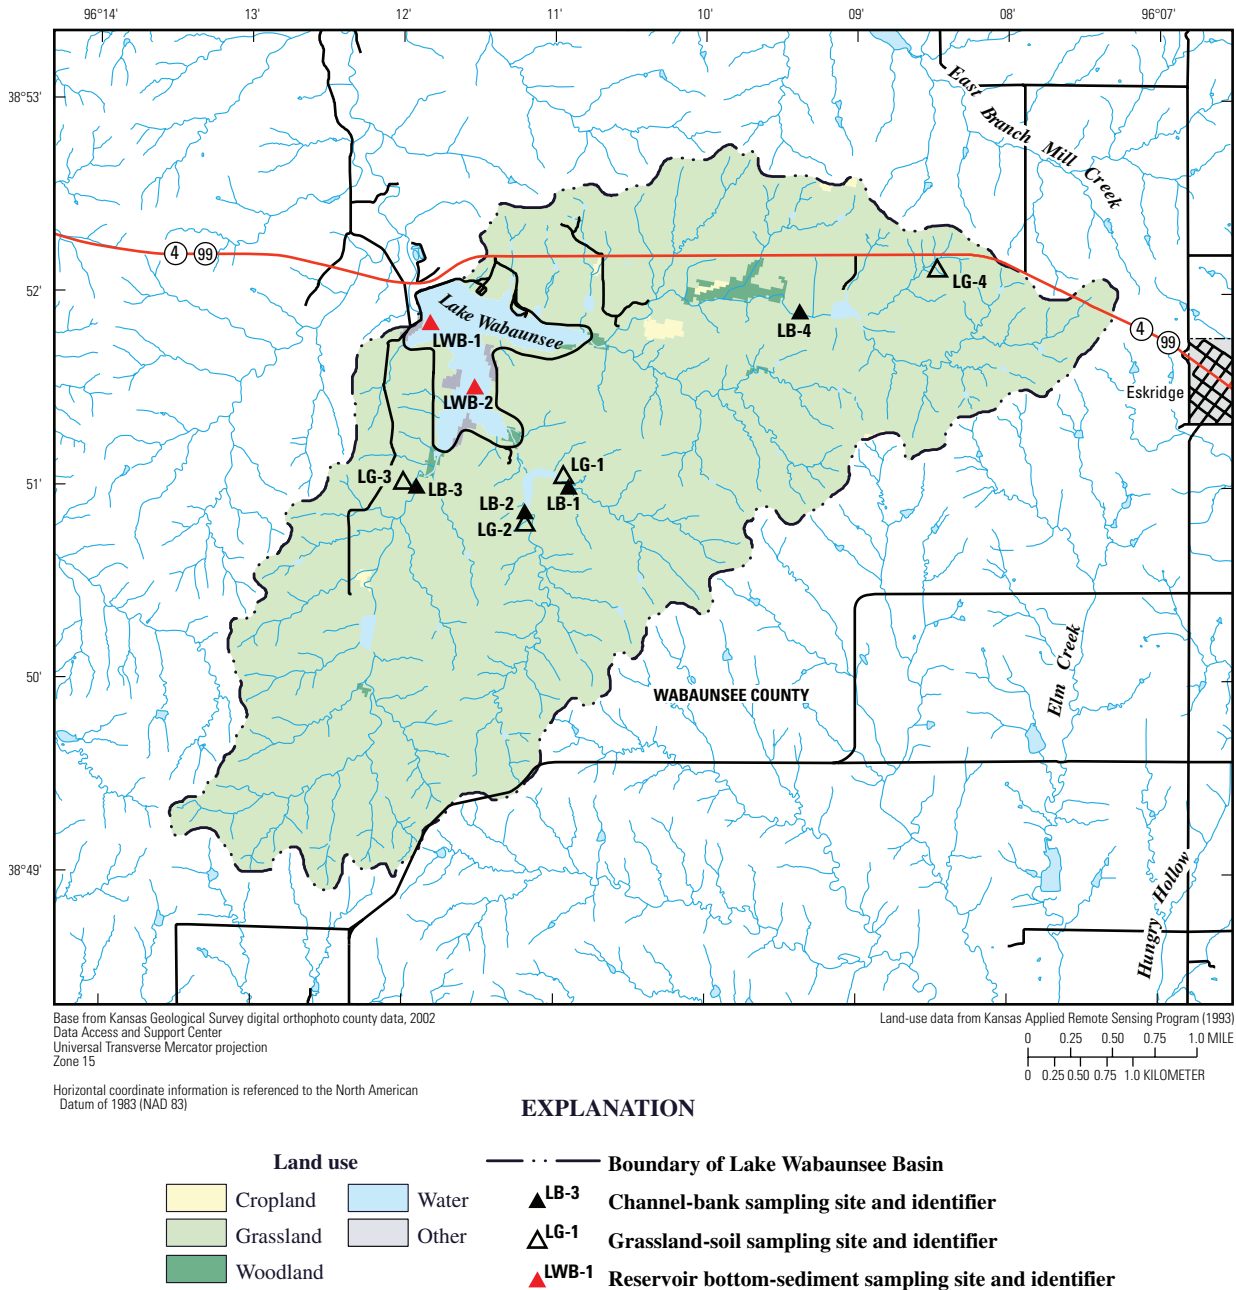 96°14' 13' 12' 11' 10' 09' 08' 96°07'
38°53'
52'
51'
50'
38°49'
East Branch Mill Creek
4 99
LG-4
LB-4
Lake Wabaunsee
LWB-1
LWB-2
4 99
Eskridge
LG-3
LB-3
LG-1
LB-1
LB-2
LG-2
WABAUNSEE COUNTY
Elm Creek
Hungry Hollow
Base from Kansas Geological Survey digital orthophoto county data, 2002
Data Access and Support Center
Universal Transverse Mercator projection
Zone 15
Horizontal coordinate information is referenced to the North American
Datum of 1983 (NAD 83)
Land-use data from Kansas Applied Remote Sensing Program (1993)
0 0.25 0.50 0.75 1.0 MILE
0 0.25 0.50 0.75 1.0 KILOMETER
EXPLANATION
Land use
Cropland
Grassland
Woodland
Water
Other
Boundary of Lake Wabaunsee Basin
LB-3 Channel-bank sampling site and identifier
LG-1 Grassland-soil sampling site and identifier
LWB-1 Reservoir bottom-sediment sampling site and identifier